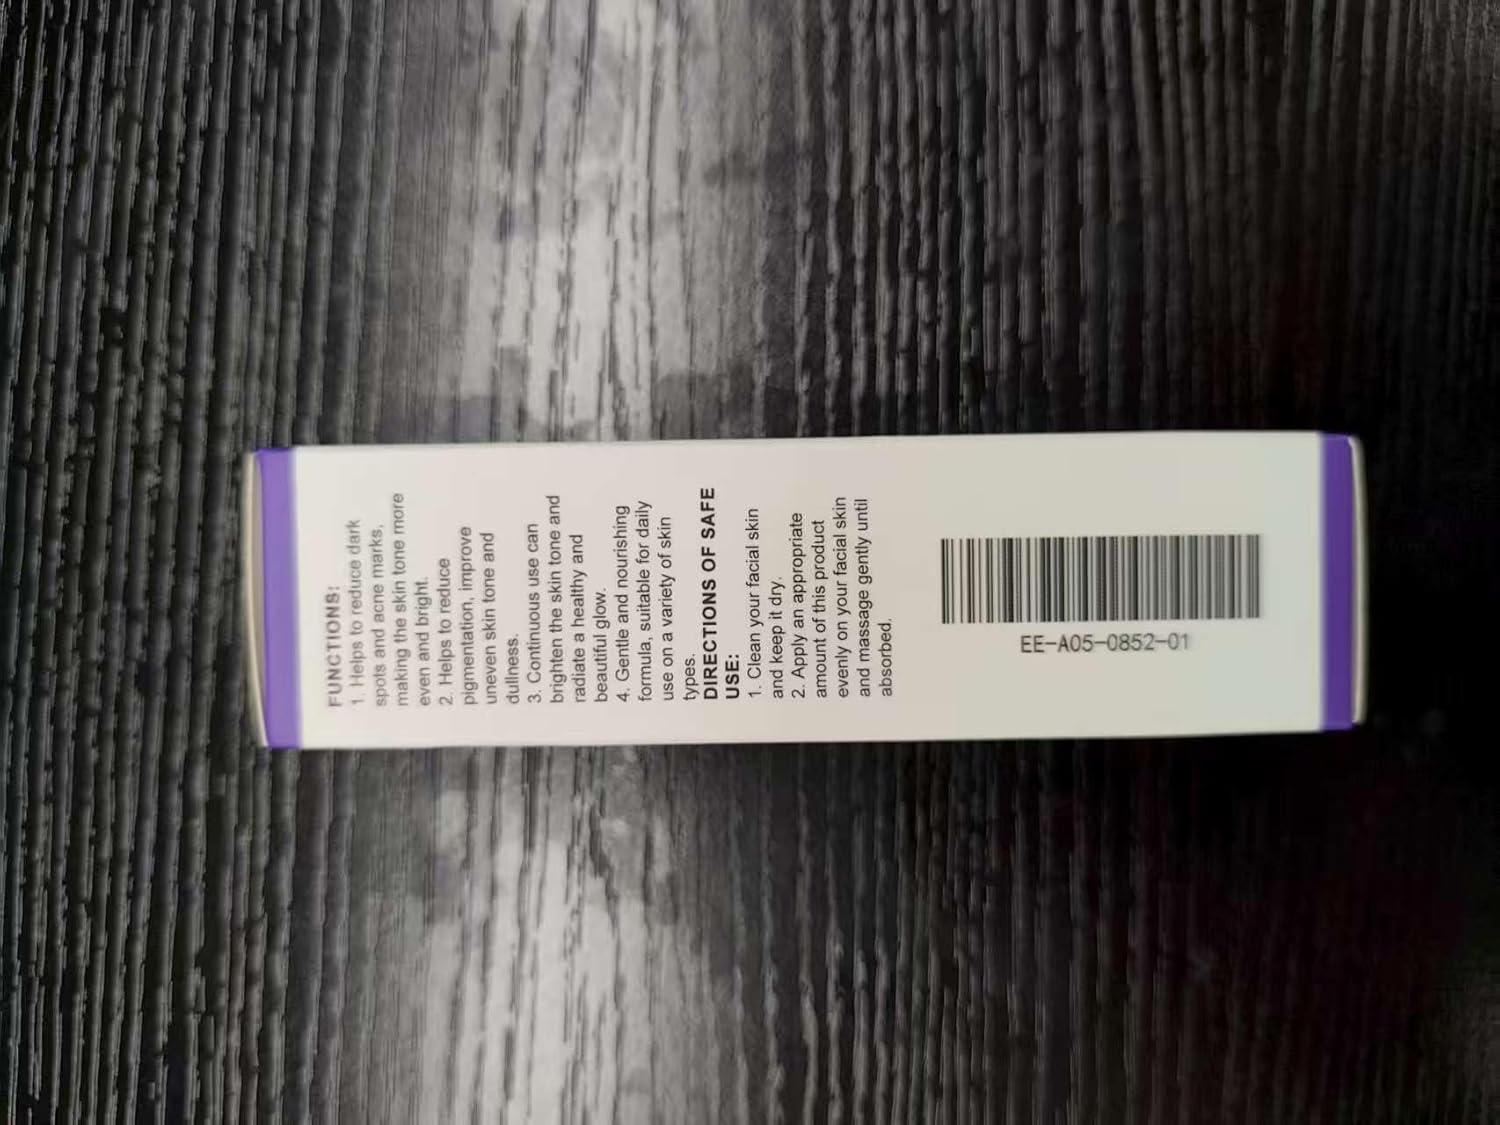 FUNCTIONS:
1. Helps to reduce dark
spots and acne marks,
making the skin tone more
even and bright.
2. Helps to reduce
pigmentation, improve
uneven skin tone and
dullness.
3. Continuous use can
brighten the skin tone and
radiate a healthy and
beautiful glow.
4. Gentle and nourishing
formula, suitable for daily
use on a variety of skin
types.
DIRECTIONS OF SAFE
USE:
1. Clean your facial skin
and keep it dry.
2. Apply an appropriate
amount of this product
evenly on your facial skin
and massage gently until
absorbed.
EE-A05-0852-01